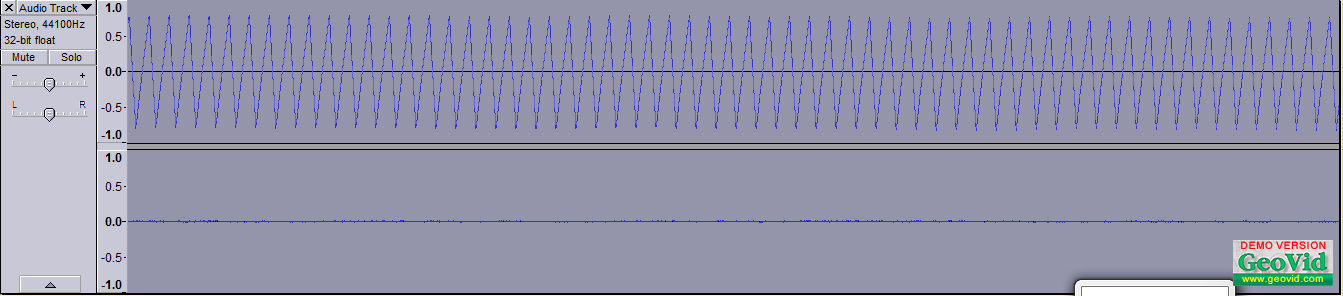 Audio Track
Stereo, 44100Hz
32-bit float
Mute Solo
- +
L R
1.0
0.5
0.0
-0.5
-1.0
1.0
0.5
0.0
-0.5
-1.0
DEMO VERSION
GeoVid
www.geovid.com